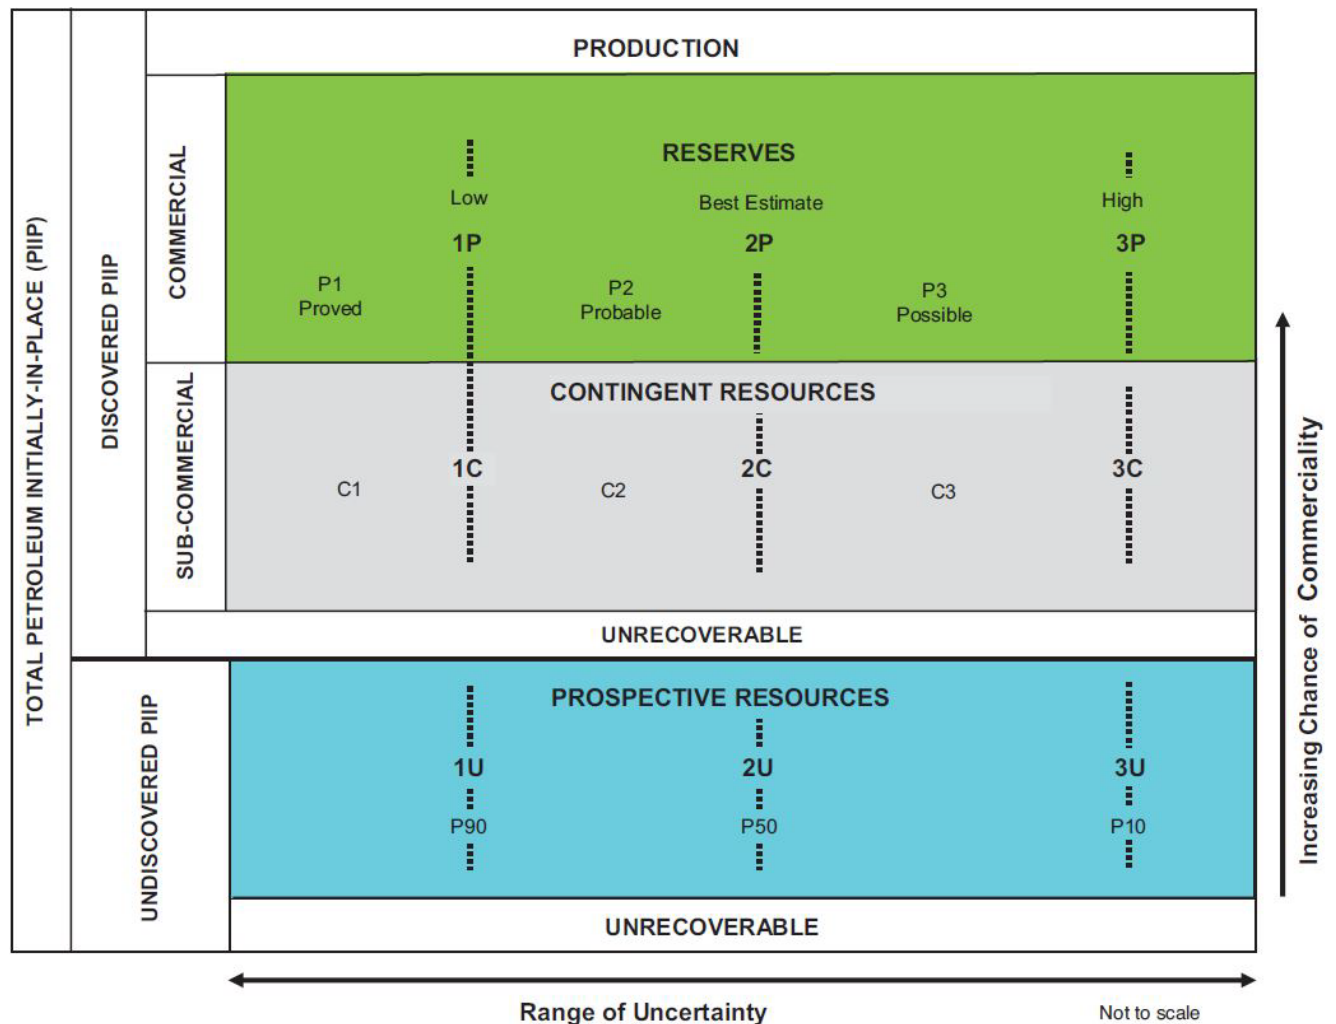 TOTAL PETROLEUM INITIALLY-IN-PLACE (PIIP)
DISCOVERED PIIP
UNDISCOVERED PIIP
COMMERCIAL
SUB-COMMERCIAL
PRODUCTION
RESERVES
Low
Best Estimate
High
1P
2P
3P
P1
Proved
P2
Probable
P3
Possible
CONTINGENT RESOURCES
1C
2C
3C
C1
C2
C3
UNRECOVERABLE
PROSPECTIVE RESOURCES
1U
2U
3U
P90
P50
P10
UNRECOVERABLE
Increasing Chance of Commerciality
Range of Uncertainty
Not to scale